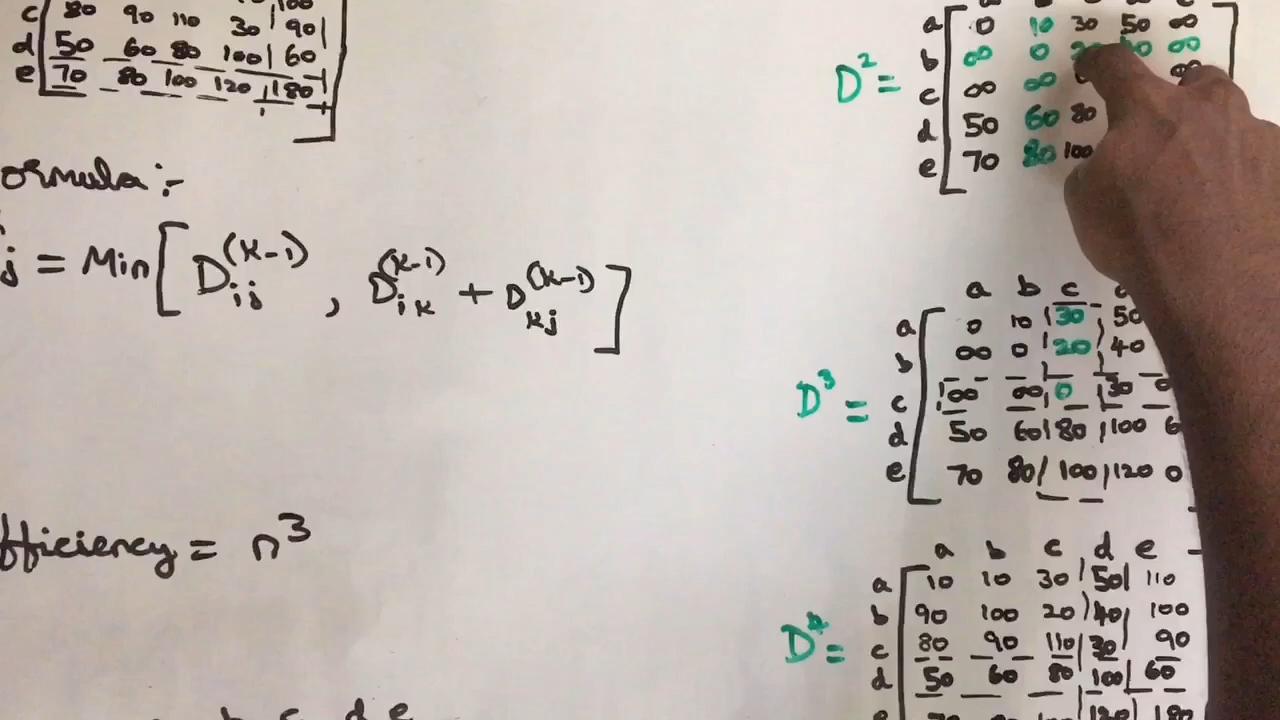 c 80 90 110 30 90
d 50 60 80 100 60
e 70 80 100 120 180
ormula:-
j = Min [ D ij (k-1) , D ik (k-1) + D kj (k-1) ]
fficiency = n3
b c d e
a 0 10 30 50 ∞
D2 = b ∞ 0 ∞
c ∞ ∞
d 50 60 80
e 70 80 100
a b c
a 0 10 30 50
b ∞ 0 20 40
D3 = c ∞ ∞ 0 30
d 50 60 80 100
e 70 80 100 120 0
a b c d e
a 10 10 30 50 110
b 90 100 20 40 100
D4 = c 80 90 110 30 90
d 50 60 80 100 60
120 180